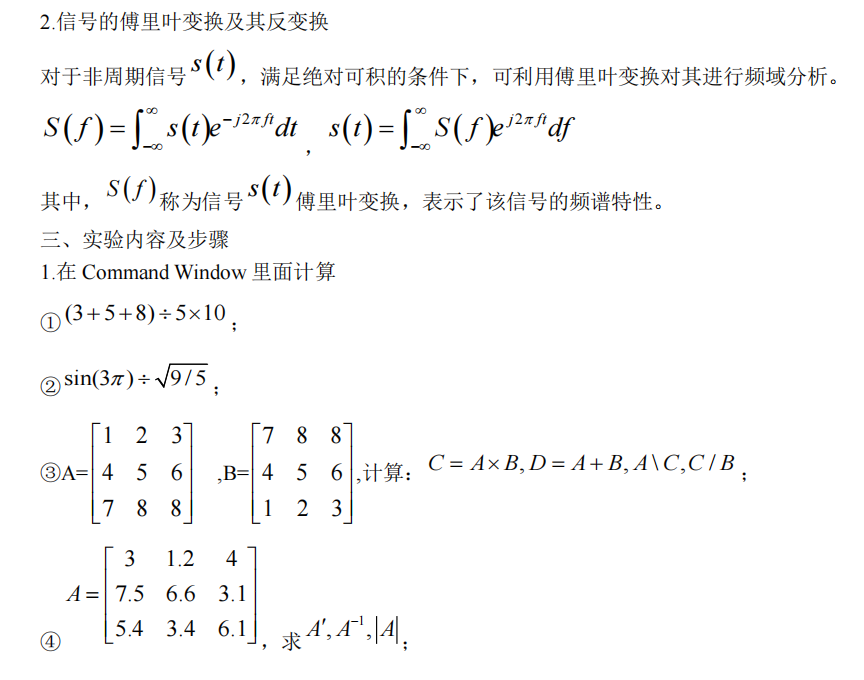 2.信号的傅里叶变换及其反变换
对于非周期信号 s(t)，满足绝对可积的条件下，可利用傅里叶变换对其进行频域分析。
S(f)=∫_{-∞}^{∞} s(t)e^{-j2πft}dt，s(t)=∫_{-∞}^{∞} S(f)e^{j2πft}df
其中，S(f)称为信号 s(t) 傅里叶变换，表示了该信号的频谱特性。
三、实验内容及步骤
1.在 Command Window 里面计算
①(3+5+8)÷5×10；
②sin(3π)÷√(9/5)；
③A=[1 2 3; 4 5 6; 7 8 8],B=[7 8 8; 4 5 6; 1 2 3],计算：C=A×B,D=A+B,A\C,C/B；
④A=[3 1.2 4; 7.5 6.6 3.1; 5.4 3.4 6.1]，求 A′,A^{-1},|A|；